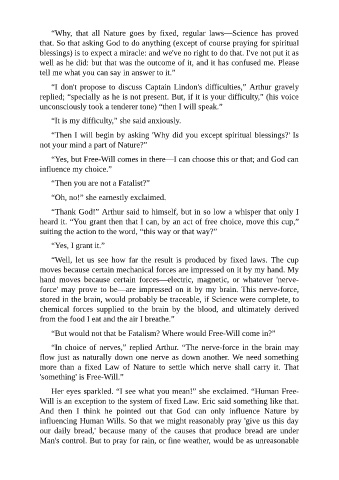 “Why, that all Nature goes by fixed, regular laws—Science has proved
that. So that asking God to do anything (except of course praying for spiritual
blessings) is to expect a miracle: and we've no right to do that. I've not put it as
well as he did: but that was the outcome of it, and it has confused me. Please
tell me what you can say in answer to it.”
“I don't propose to discuss Captain Lindon's difficulties,” Arthur gravely
replied; “specially as he is not present. But, if it is your difficulty,” (his voice
unconsciously took a tenderer tone) “then I will speak.”
“It is my difficulty,” she said anxiously.
“Then I will begin by asking 'Why did you except spiritual blessings?' Is
not your mind a part of Nature?”
“Yes, but Free-Will comes in there—I can choose this or that; and God can
influence my choice.”
“Then you are not a Fatalist?”
“Oh, no!” she earnestly exclaimed.
“Thank God!” Arthur said to himself, but in so low a whisper that only I
heard it. “You grant then that I can, by an act of free choice, move this cup,”
suiting the action to the word, “this way or that way?”
“Yes, I grant it.”
“Well, let us see how far the result is produced by fixed laws. The cup
moves because certain mechanical forces are impressed on it by my hand. My
hand moves because certain forces—electric, magnetic, or whatever 'nerve-
force' may prove to be—are impressed on it by my brain. This nerve-force,
stored in the brain, would probably be traceable, if Science were complete, to
chemical forces supplied to the brain by the blood, and ultimately derived
from the food I eat and the air I breathe.”
“But would not that be Fatalism? Where would Free-Will come in?”
“In choice of nerves,” replied Arthur. “The nerve-force in the brain may
flow just as naturally down one nerve as down another. We need something
more than a fixed Law of Nature to settle which nerve shall carry it. That
'something' is Free-Will.”
Her eyes sparkled. “I see what you mean!” she exclaimed. “Human Free-
Will is an exception to the system of fixed Law. Eric said something like that.
And then I think he pointed out that God can only influence Nature by
influencing Human Wills. So that we might reasonably pray 'give us this day
our daily bread,' because many of the causes that produce bread are under
Man's control. But to pray for rain, or fine weather, would be as unreasonable